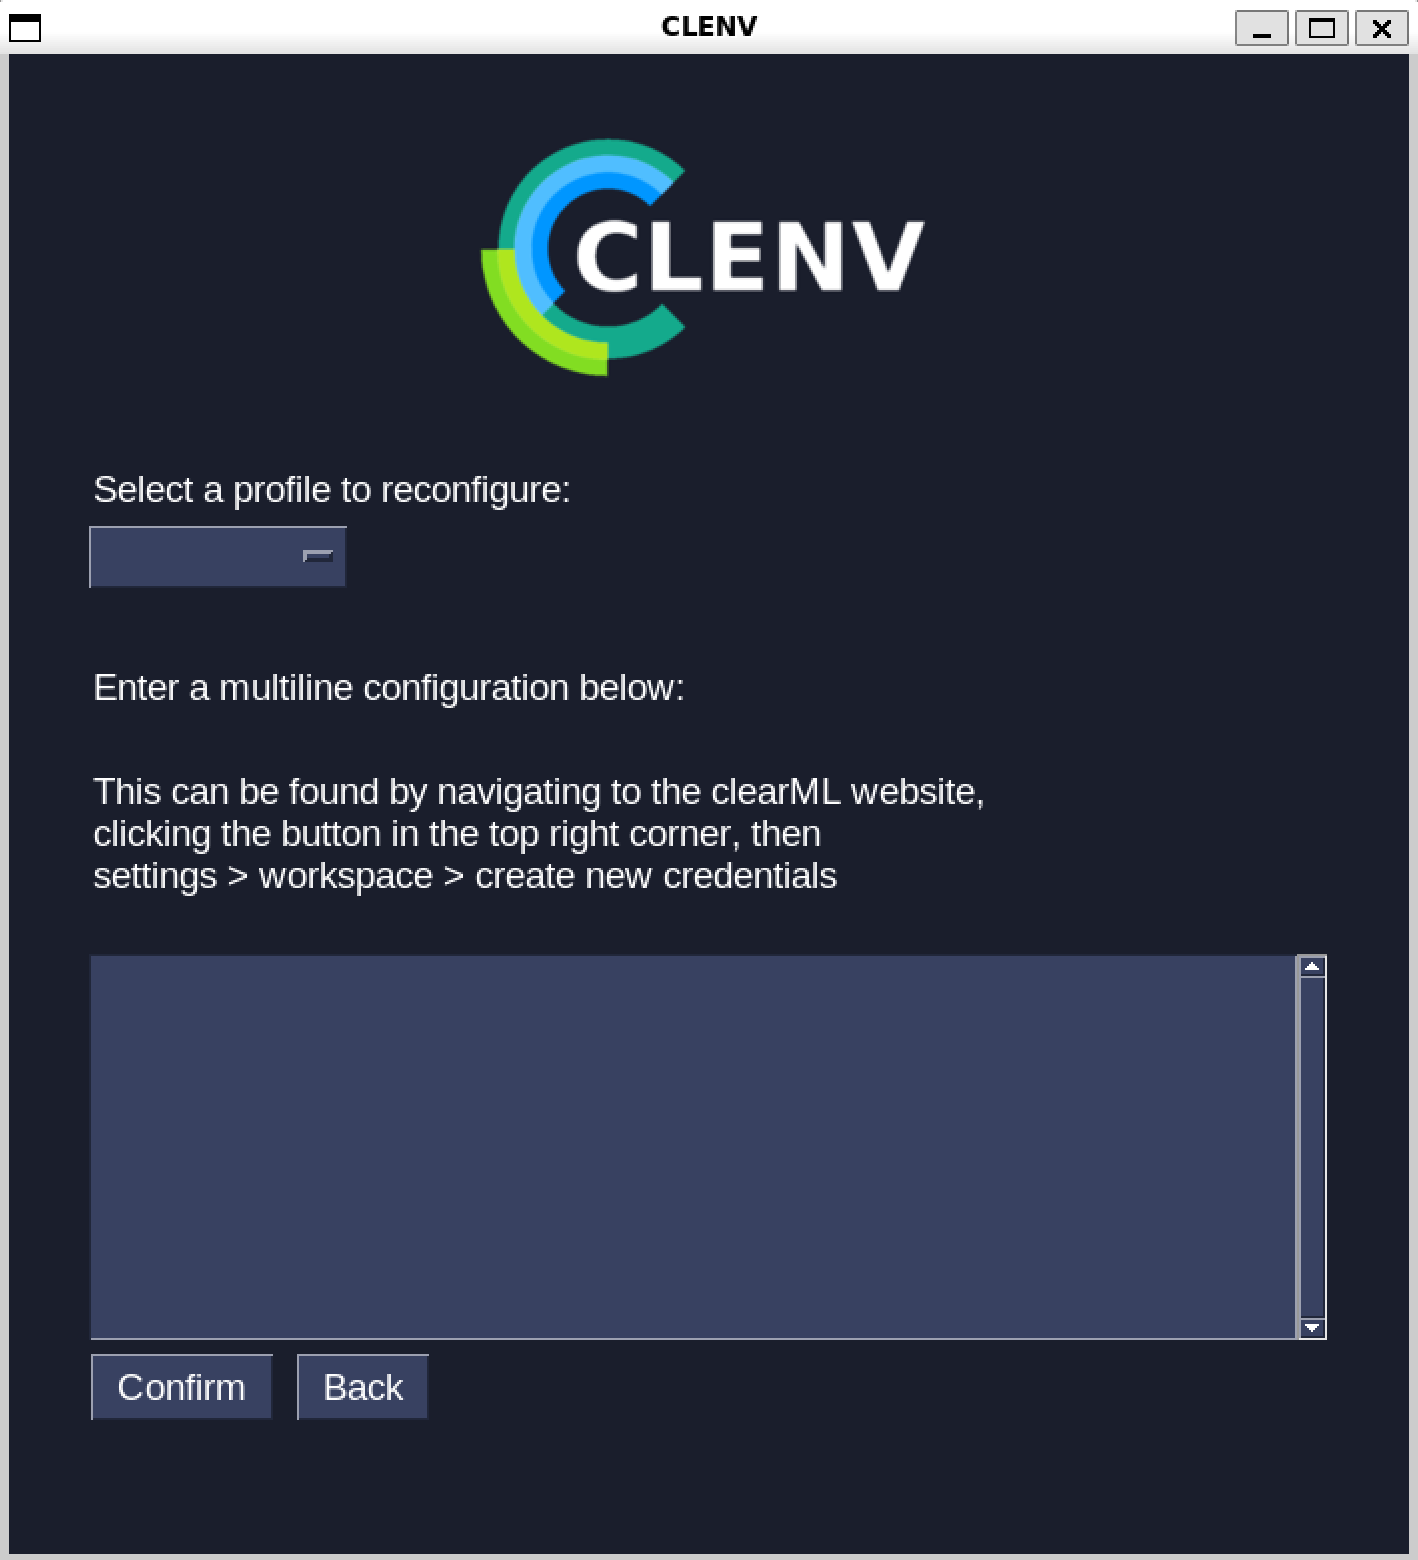 CLENV
CLENV
Select a profile to reconfigure:
Enter a multiline configuration below:
This can be found by navigating to the clearML website,
clicking the button in the top right corner, then
settings > workspace > create new credentials
Confirm
Back